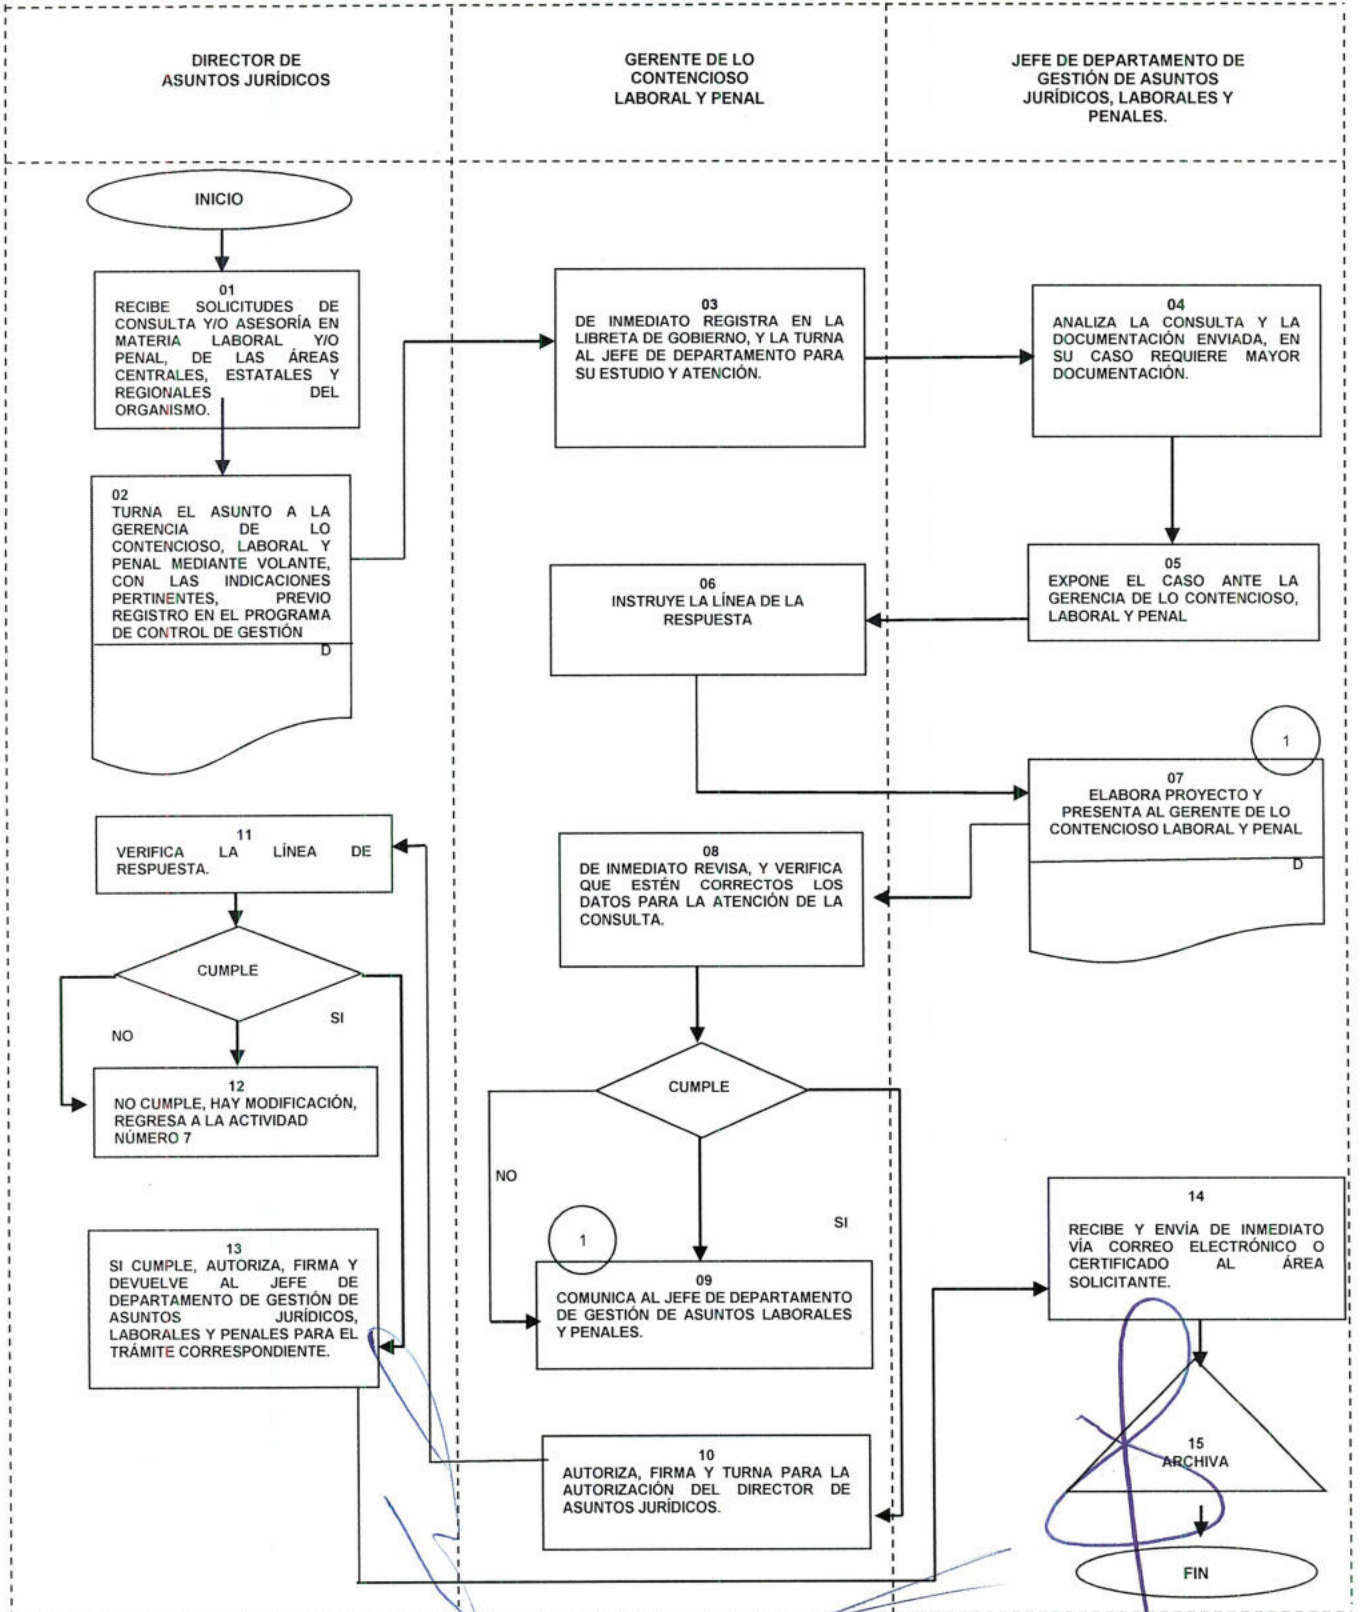 DIRECTOR DE
ASUNTOS JURÍDICOS
GERENTE DE LO
CONTENCIOSO
LABORAL Y PENAL
JEFE DE DEPARTAMENTO DE
GESTIÓN DE ASUNTOS
JURÍDICOS, LABORALES Y
PENALES.
INICIO
01
RECIBE SOLICITUDES DE
CONSULTA Y/O ASESORÍA EN
MATERIA LABORAL Y/O
PENAL, DE LAS ÁREAS
CENTRALES, ESTATALES Y
REGIONALES DEL
ORGANISMO.
02
TURNA EL ASUNTO A LA
GERENCIA DE LO
CONTENCIOSO, LABORAL Y
PENAL MEDIANTE VOLANTE,
CON LAS INDICACIONES
PERTINENTES, PREVIO
REGISTRO EN EL PROGRAMA
DE CONTROL DE GESTIÓN
D
03
DE INMEDIATO REGISTRA EN LA
LIBRETA DE GOBIERNO, Y LA TURNA
AL JEFE DE DEPARTAMENTO PARA
SU ESTUDIO Y ATENCIÓN.
04
ANALIZA LA CONSULTA Y LA
DOCUMENTACIÓN ENVIADA, EN
SU CASO REQUIERE MAYOR
DOCUMENTACIÓN.
05
EXPONE EL CASO ANTE LA
GERENCIA DE LO CONTENCIOSO,
LABORAL Y PENAL
06
INSTRUYE LA LÍNEA DE LA
RESPUESTA
1
07
ELABORA PROYECTO Y
PRESENTA AL GERENTE DE LO
CONTENCIOSO LABORAL Y PENAL
D
08
DE INMEDIATO REVISA, Y VERIFICA
QUE ESTÉN CORRECTOS LOS
DATOS PARA LA ATENCIÓN DE LA
CONSULTA.
CUMPLE
NO
SI
1
09
COMUNICA AL JEFE DE DEPARTAMENTO
DE GESTIÓN DE ASUNTOS LABORALES
Y PENALES.
10
AUTORIZA, FIRMA Y TURNA PARA LA
AUTORIZACIÓN DEL DIRECTOR DE
ASUNTOS JURÍDICOS.
11
VERIFICA LA LÍNEA DE
RESPUESTA.
CUMPLE
NO
SI
12
NO CUMPLE, HAY MODIFICACIÓN,
REGRESA A LA ACTIVIDAD
NÚMERO 7
13
SI CUMPLE, AUTORIZA, FIRMA Y
DEVUELVE AL JEFE DE
DEPARTAMENTO DE GESTIÓN DE
ASUNTOS JURÍDICOS,
LABORALES Y PENALES PARA EL
TRÁMITE CORRESPONDIENTE.
14
RECIBE Y ENVÍA DE INMEDIATO
VÍA CORREO ELECTRÓNICO O
CERTIFICADO AL ÁREA
SOLICITANTE.
15
ARCHIVA
FIN